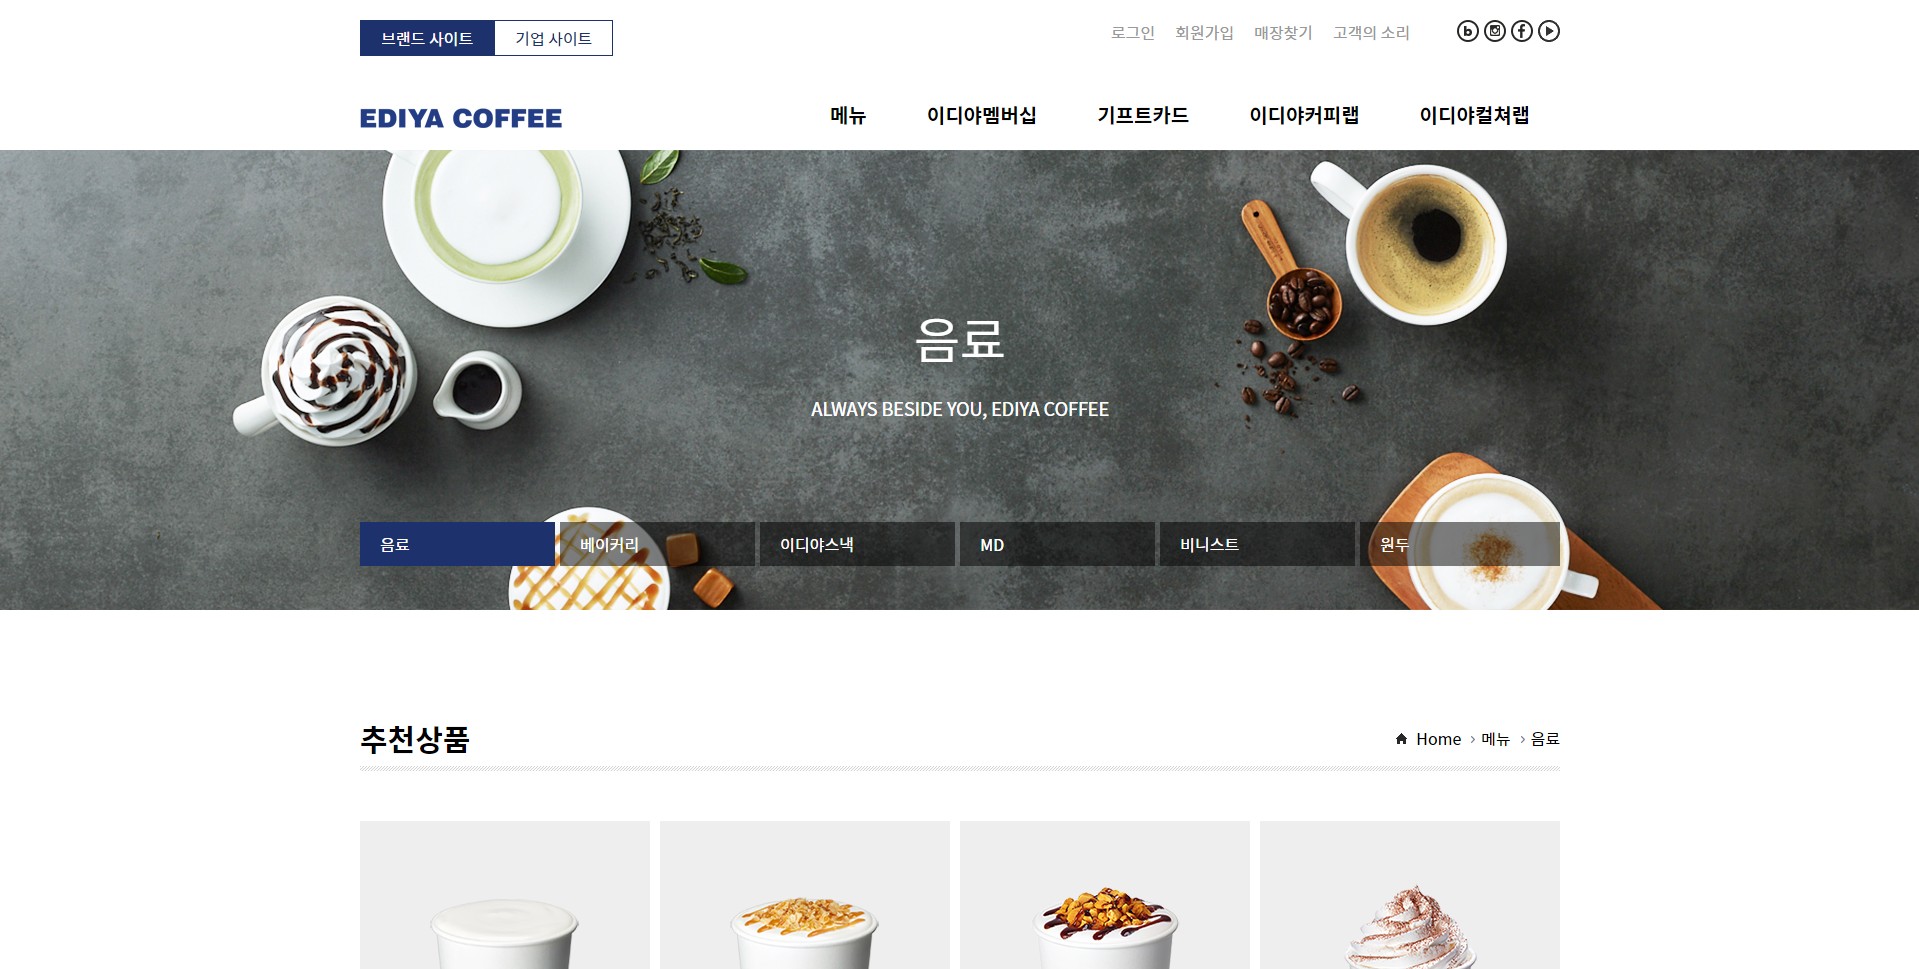 브랜드 사이트 기업 사이트 로그인 회원가입 매장찾기 고객의 소리
EDIYA COFFEE 메뉴 이디야멤버십 기프트카드 이디야커피랩 이디야컬쳐랩
음료
ALWAYS BESIDE YOU, EDIYA COFFEE
음료 베이커리 이디야스낵 MD 비니스트 원두
추천상품 Home > 메뉴 > 음료